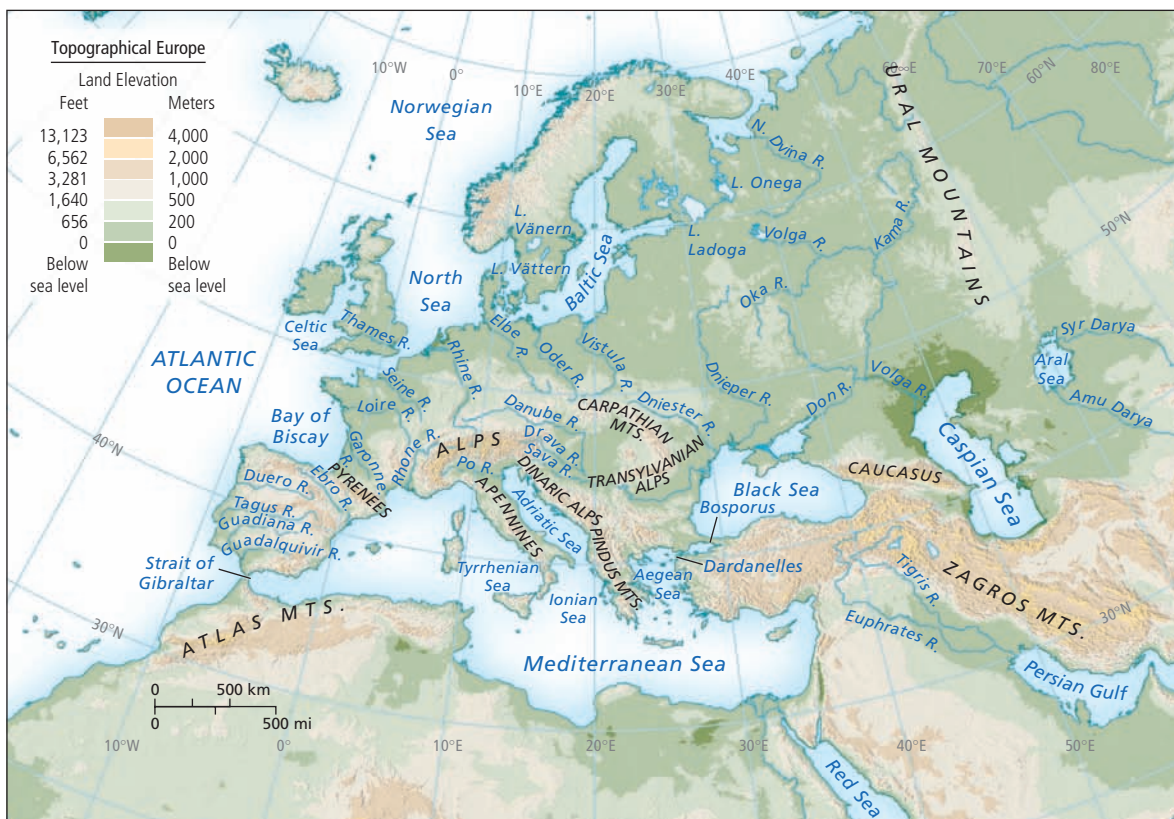 Topographical Europe
Land Elevation
Feet Meters
13,123 4,000
6,562 2,000
3,281 1,000
1,640 500
656 200
0 0
Below Below
sea level sea level
10°W
0°
10°E
20°E
30°E
40°E
50°E
60°E
70°E
60°N
80°E
Norwegian
Sea
URAL MOUNTAINS
N. Dvina R.
L. Onega
L.
Ladoga
Volga R.
Kama R.
50°N
L.
Vänern
L. Vättern
Baltic Sea
North
Sea
Oka R.
Celtic
Sea
Thames R.
ATLANTIC
OCEAN
Elbe R.
Oder R.
Vistula R.
Rhine R.
Seine R.
Loire R.
Dnieper R.
Dniester R.
Don R.
Volga R.
Syr Darya
Aral
Sea
Amu Darya
Bay of
Biscay
Danube R.
CARPATHIAN
MTS.
Drava R.
Sava R.
ALPS
Rhone R.
Garonne R.
PYRENEES
Po R.
TRANSYLVANIAN
ALPS
DINARIC ALPS
CAUCASUS
Caspian Sea
40°N
Duero R.
Ebro R.
Tagus R.
Guadiana R.
Guadalquivir R.
APENNINES
Adriatic Sea
PINDUS MTS.
Black Sea
Bosporus
Dardanelles
Aegean
Sea
Strait of
Gibraltar
Tyrrhenian
Sea
Ionian
Sea
Tigris R.
ZAGROS MTS.
30°N
Euphrates R.
30°N
ATLAS MTS.
Mediterranean Sea
Persian Gulf
0 500 km
0 500 mi
Red Sea
10°W 0° 10°E 20°E 30°E 40°E 50°E